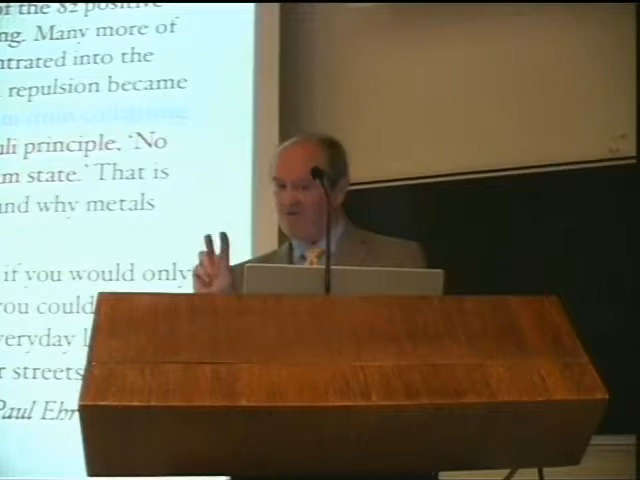 of the 82 positive
ng. Many more of
ntrated into the
repulsion became
li principle, 'No
m state.' That is
nd why metals
if you would only
you could
veryday l
r streets
Paul Ehr